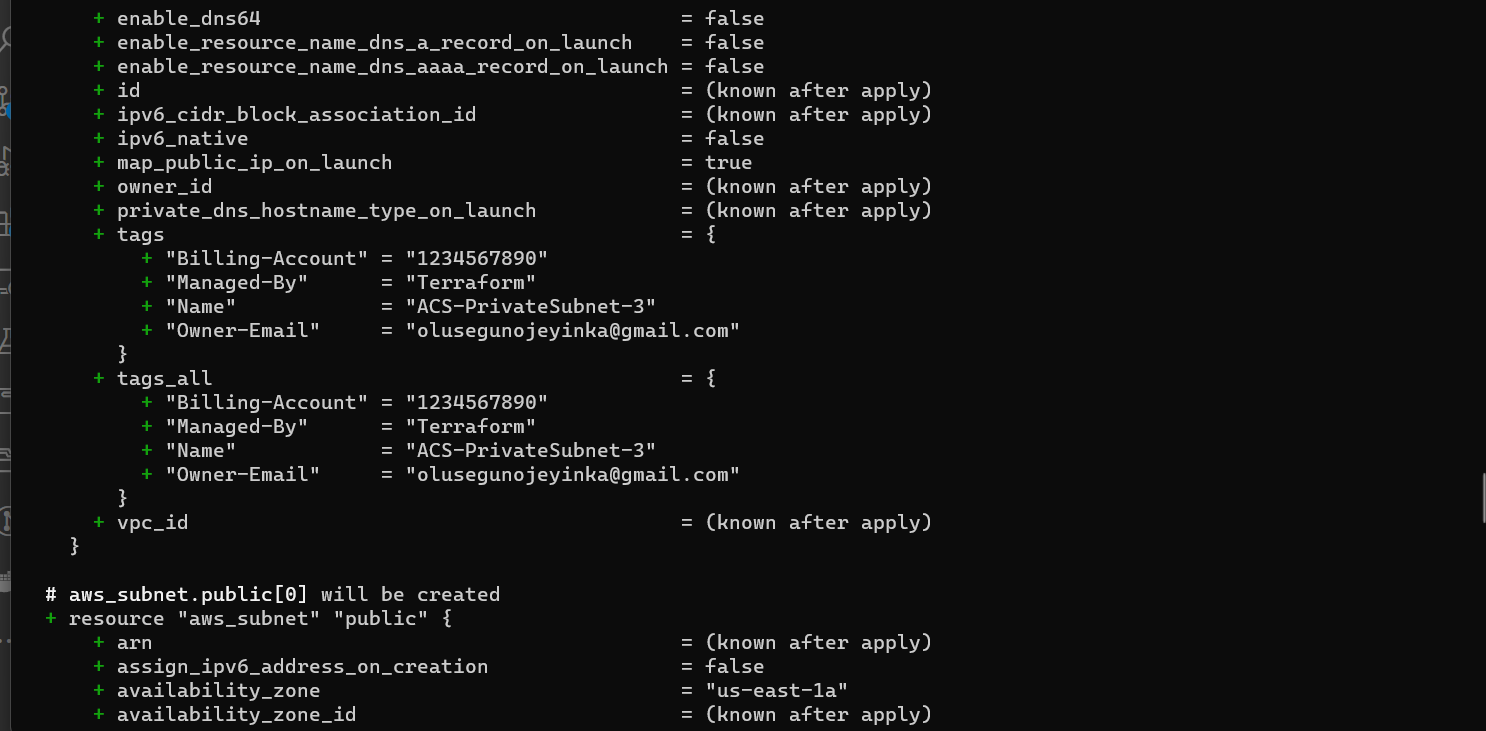 + enable_dns64 = false
+ enable_resource_name_dns_a_record_on_launch = false
+ enable_resource_name_dns_aaaa_record_on_launch = false
+ id = (known after apply)
+ ipv6_cidr_block_association_id = (known after apply)
+ ipv6_native = false
+ map_public_ip_on_launch = true
+ owner_id = (known after apply)
+ private_dns_hostname_type_on_launch = (known after apply)
+ tags = {
+ "Billing-Account" = "1234567890"
+ "Managed-By" = "Terraform"
+ "Name" = "ACS-PrivateSubnet-3"
+ "Owner-Email" = "olusegunojeyinka@gmail.com"
}
+ tags_all = {
+ "Billing-Account" = "1234567890"
+ "Managed-By" = "Terraform"
+ "Name" = "ACS-PrivateSubnet-3"
+ "Owner-Email" = "olusegunojeyinka@gmail.com"
}
+ vpc_id = (known after apply)
}
# aws_subnet.public[0] will be created
+ resource "aws_subnet" "public" {
+ arn = (known after apply)
+ assign_ipv6_address_on_creation = false
+ availability_zone = "us-east-1a"
+ availability_zone_id = (known after apply)